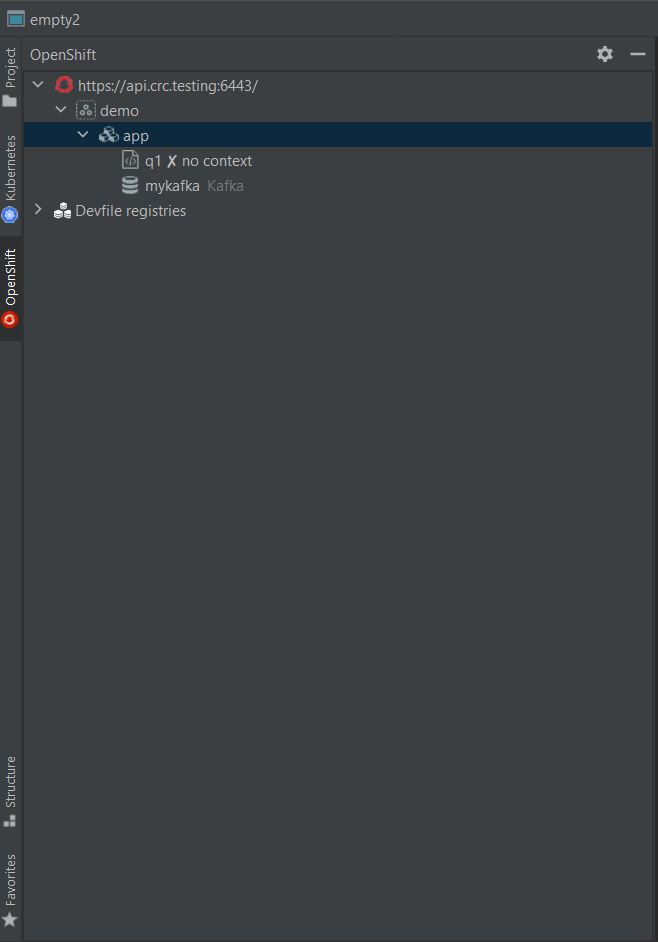 empty2
OpenShift
https://api.crc.testing:6443/
demo
app
q1 ✗ no context
mykafka Kafka
Devfile registries
Project
Kubernetes
OpenShift
Structure
Favorites